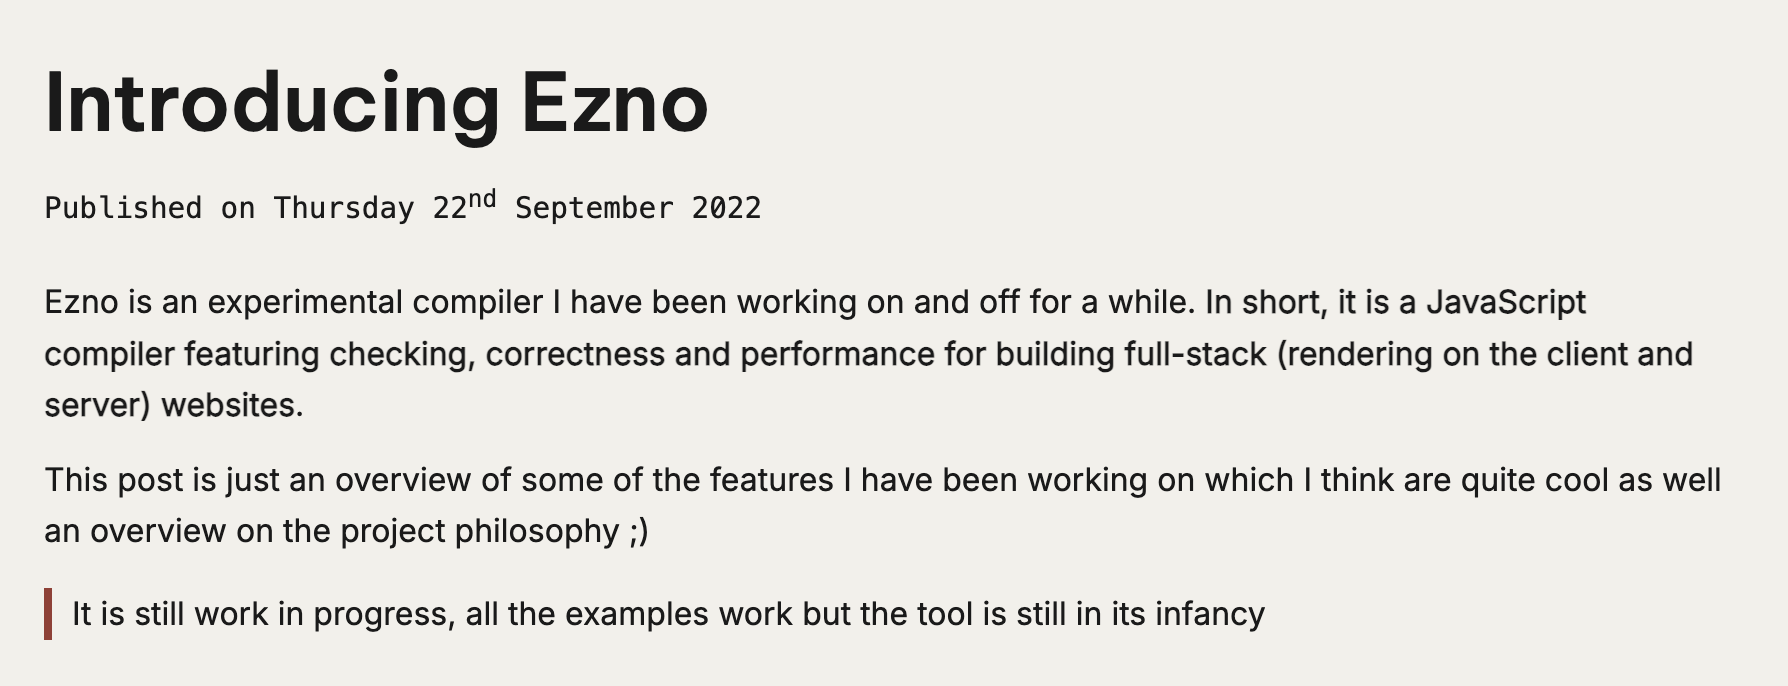 Introducing Ezno
Published on Thursday 22nd September 2022
Ezno is an experimental compiler I have been working on and off for a while. In short, it is a JavaScript
compiler featuring checking, correctness and performance for building full-stack (rendering on the client and
server) websites.
This post is just an overview of some of the features I have been working on which I think are quite cool as well
an overview on the project philosophy ;)
It is still work in progress, all the examples work but the tool is still in its infancy